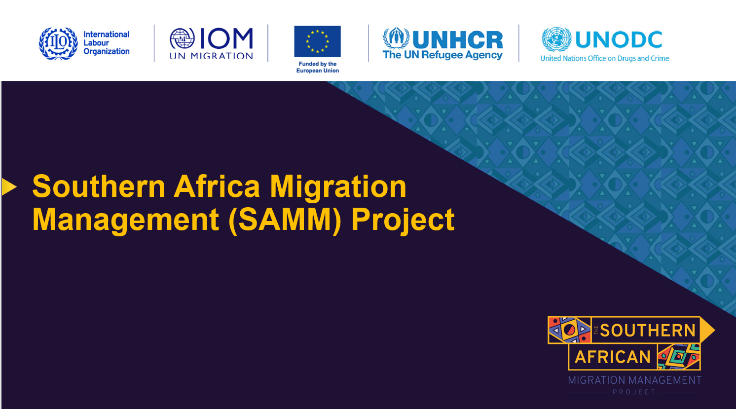 International
Labour
Organization
IOM
UN MIGRATION
Funded by the
European Union
UNHCR
The UN Refugee Agency
UNODC
United Nations Office on Drugs and Crime
Southern Africa Migration
Management (SAMM) Project
THE SOUTHERN
AFRICAN
MIGRATION MANAGEMENT
PROJECT